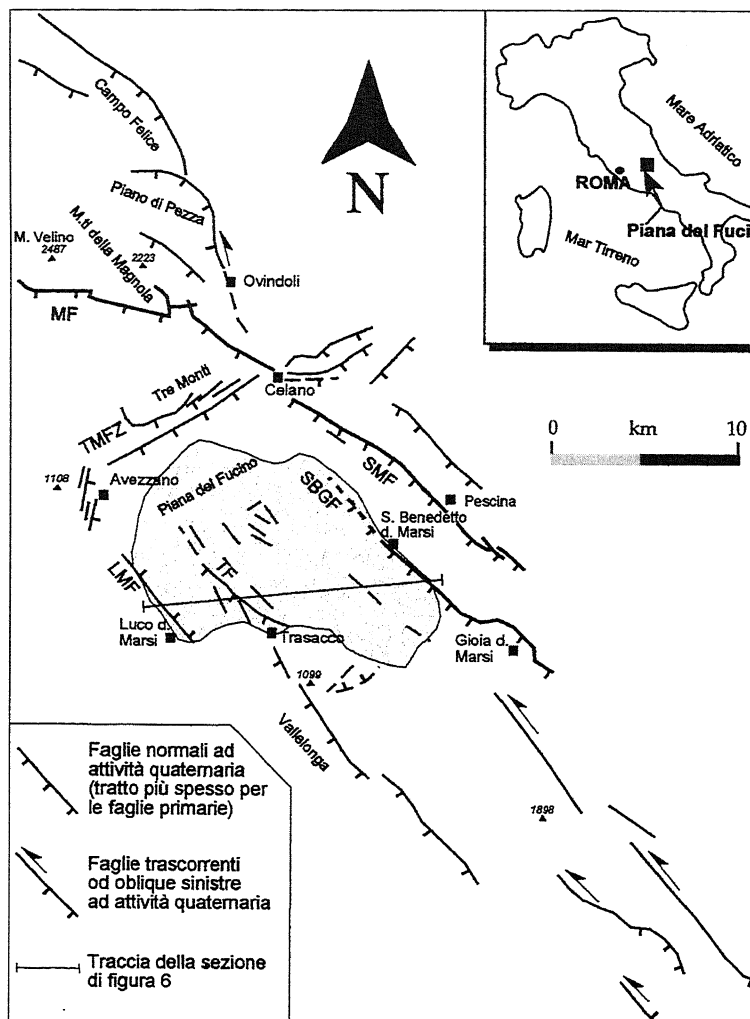 Campo Felice
Piano di Pezza
M. Velino
2487
M.ti della Magnola
2223
Ovindoli
MF
N
Mare Adriatico
ROMA
Piana del Fuci
Mar Tirreno
Celano
Tre Monti
TMFZ
0 km 10
1108
Avezzano
Piana del Fucino
SBGF
SMF
Pescina
S. Benedetto
d. Marsi
LMF
TF
Luco d.
Marsi
Trasacco
Gioia d.
Marsi
1099
Vallelonga
1898
Faglie normali ad
attività quaternaria
(tratto più spesso per
le faglie primarie)
Faglie trascorrenti
od oblique sinistre
ad attività quaternaria
Traccia della sezione
di figura 6